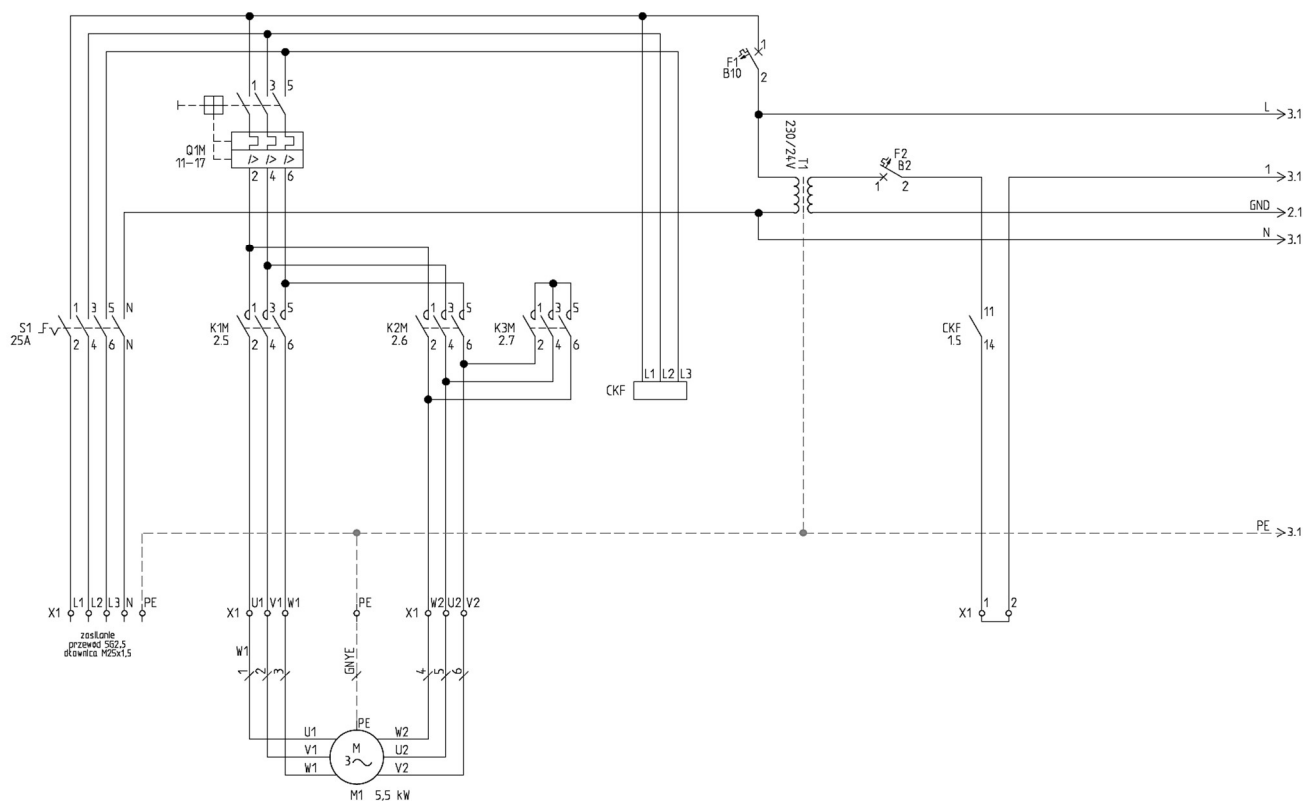 1
F1
B10
2
L 3.1
1 3 5
Q1M
11-17
I> I> I>
2 4 6
230/24V
T1
F2
B2
1 2
1 3.1
GND 2.1
N 3.1
S1
25A
1 3 5 N
2 4 6 N
K1M
2.5
1 3 5
2 4 6
K2M
2.6
1 3 5
2 4 6
K3M
2.7
1 3 5
2 4 6
CKF
L1 L2 L3
CKF
1.5
11
14
PE 3.1
X1 L1 L2 L3 N PE
zasilanie
przewód 5G2,5
dławnica M25x1,5
X1 U1 V1 W1
PE
X1 W2 U2 V2
X1 1 2
W1
1 2 3
GNYE
4 5 6
PE
U1
V1
W1
M
3
W2
U2
V2
M1 5,5 kW